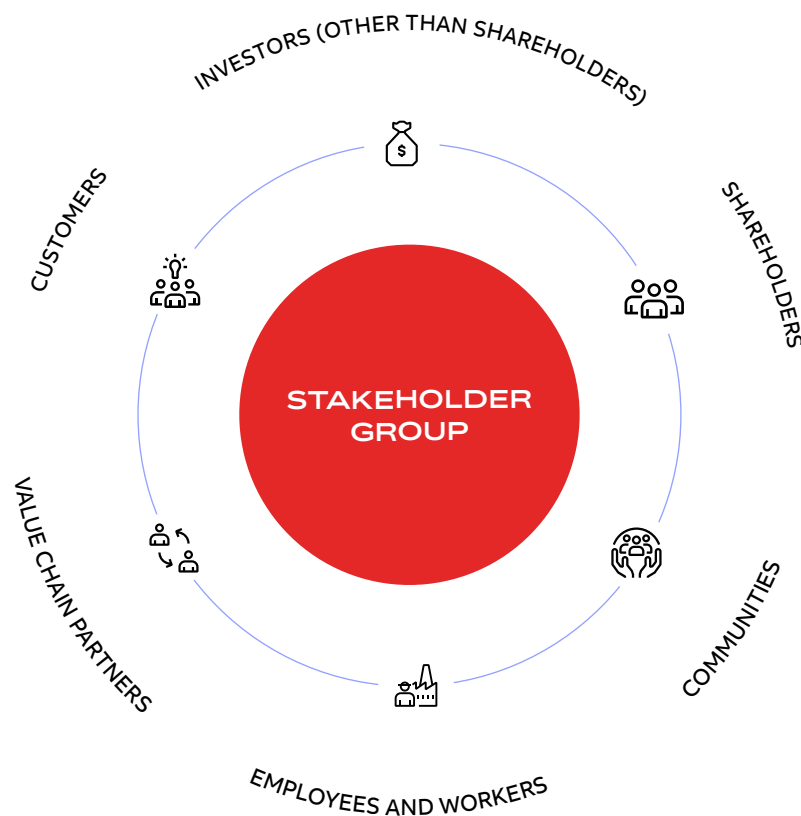 INVESTORS (OTHER THAN SHAREHOLDERS)
SHAREHOLDERS
COMMUNITIES
EMPLOYEES AND WORKERS
VALUE CHAIN PARTNERS
CUSTOMERS
$
STAKEHOLDER
GROUP